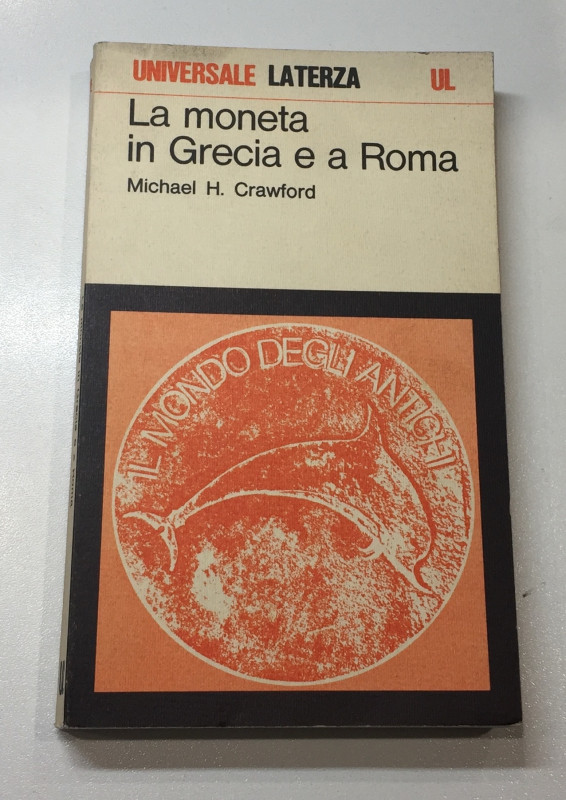 UNIVERSALE LATERZA UL
La moneta
in Grecia e a Roma
Michael H. Crawford
IL MONDO DEGLI ANTICHI